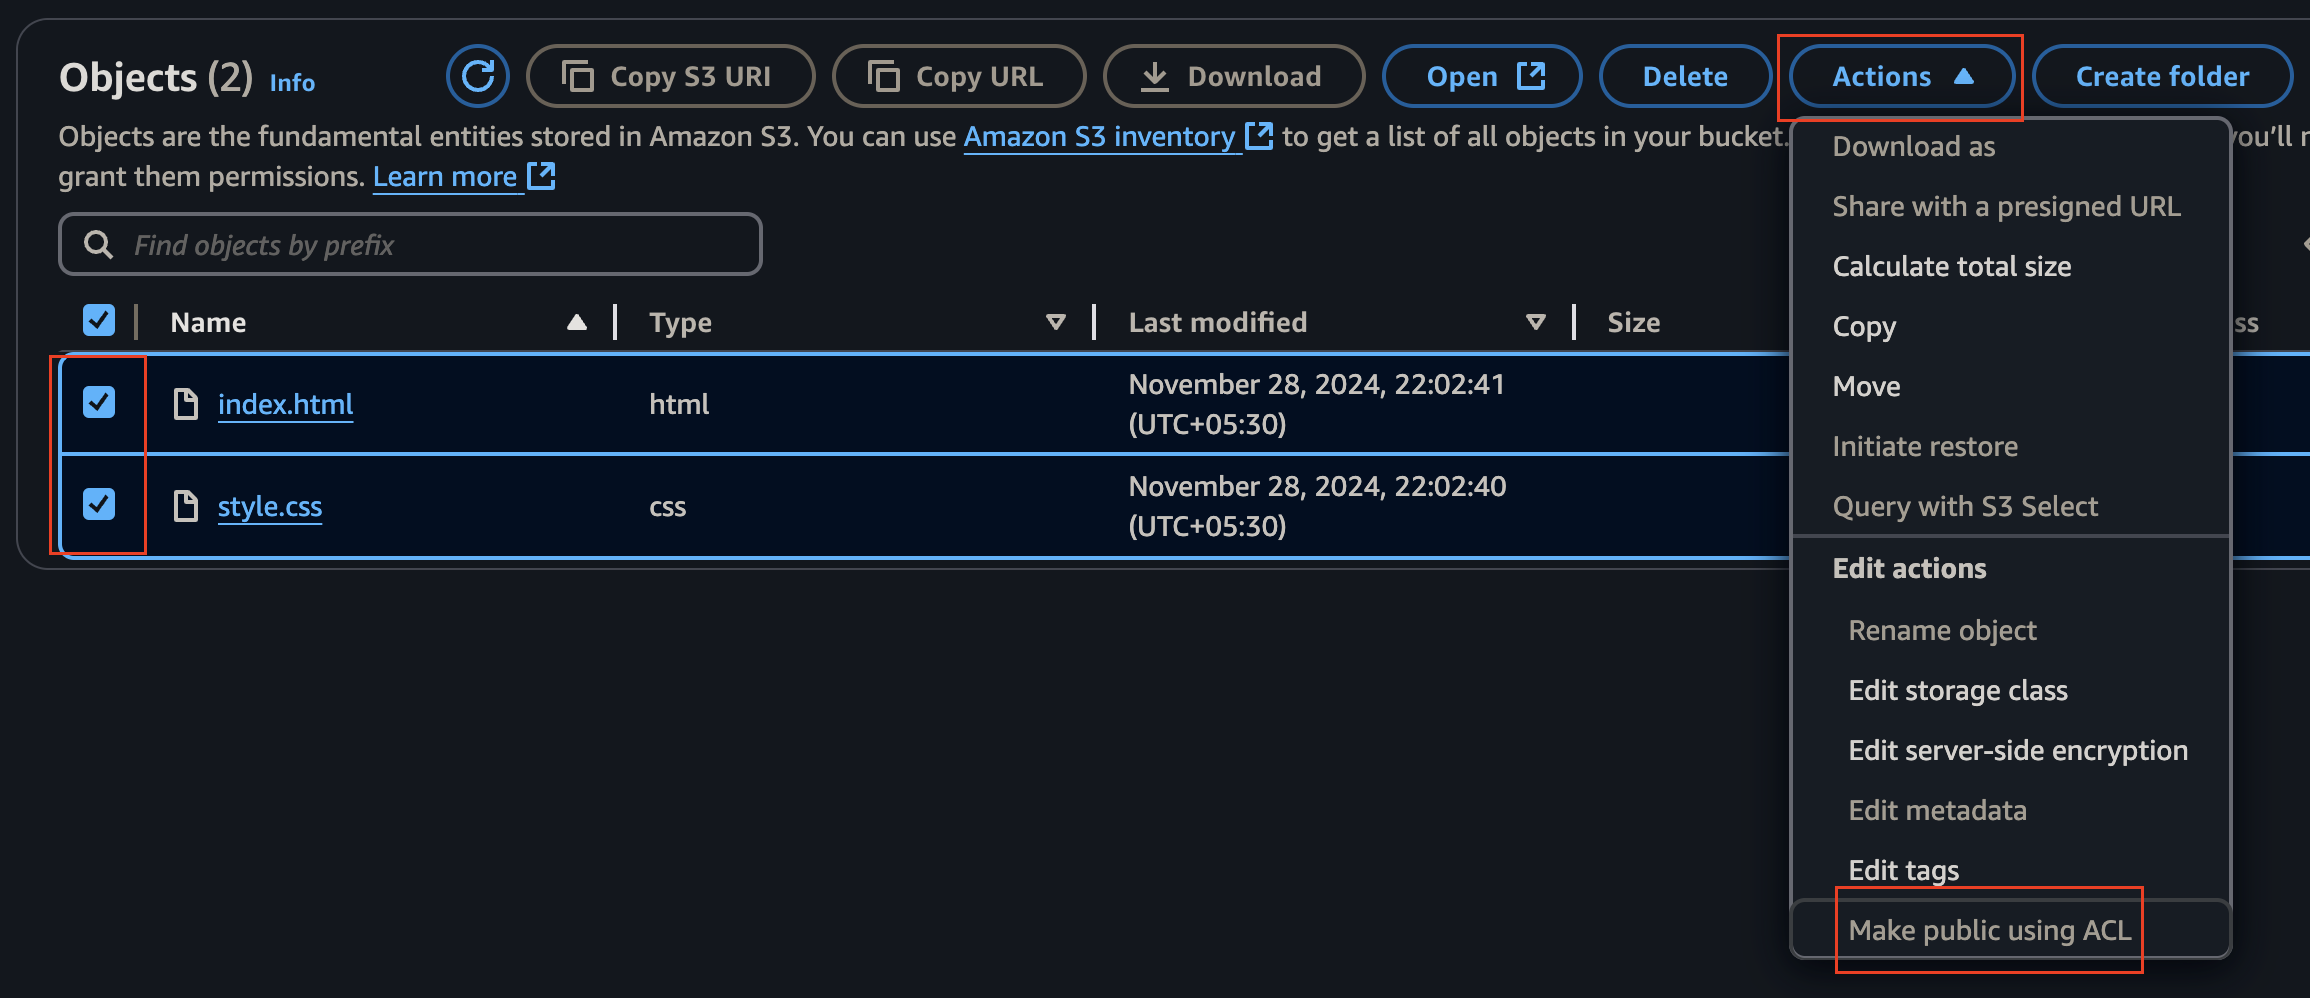 Objects (2) Info
Copy S3 URI
Copy URL
Download
Open
Delete
Actions
Create folder
Objects are the fundamental entities stored in Amazon S3. You can use Amazon S3 inventory to get a list of all objects in your bucket.
you'll
grant them permissions. Learn more
Find objects by prefix
Name
Type
Last modified
Size
ss
index.html
html
November 28, 2024, 22:02:41
(UTC+05:30)
style.css
css
November 28, 2024, 22:02:40
(UTC+05:30)
Download as
Share with a presigned URL
Calculate total size
Copy
Move
Initiate restore
Query with S3 Select
Edit actions
Rename object
Edit storage class
Edit server-side encryption
Edit metadata
Edit tags
Make public using ACL